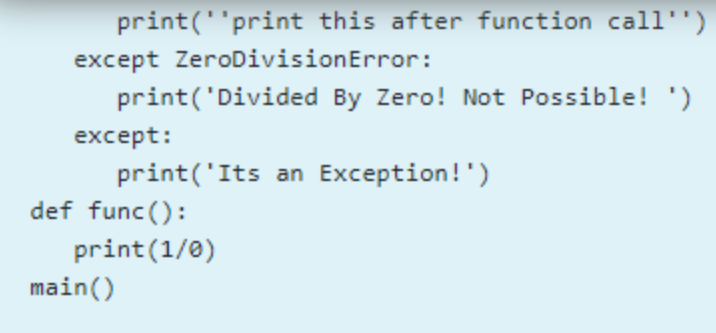 print(''print this after function call'')
except ZeroDivisionError:
print('Divided By Zero! Not Possible! ')
except:
print('Its an Exception!')
def func():
print(1/0)
main()